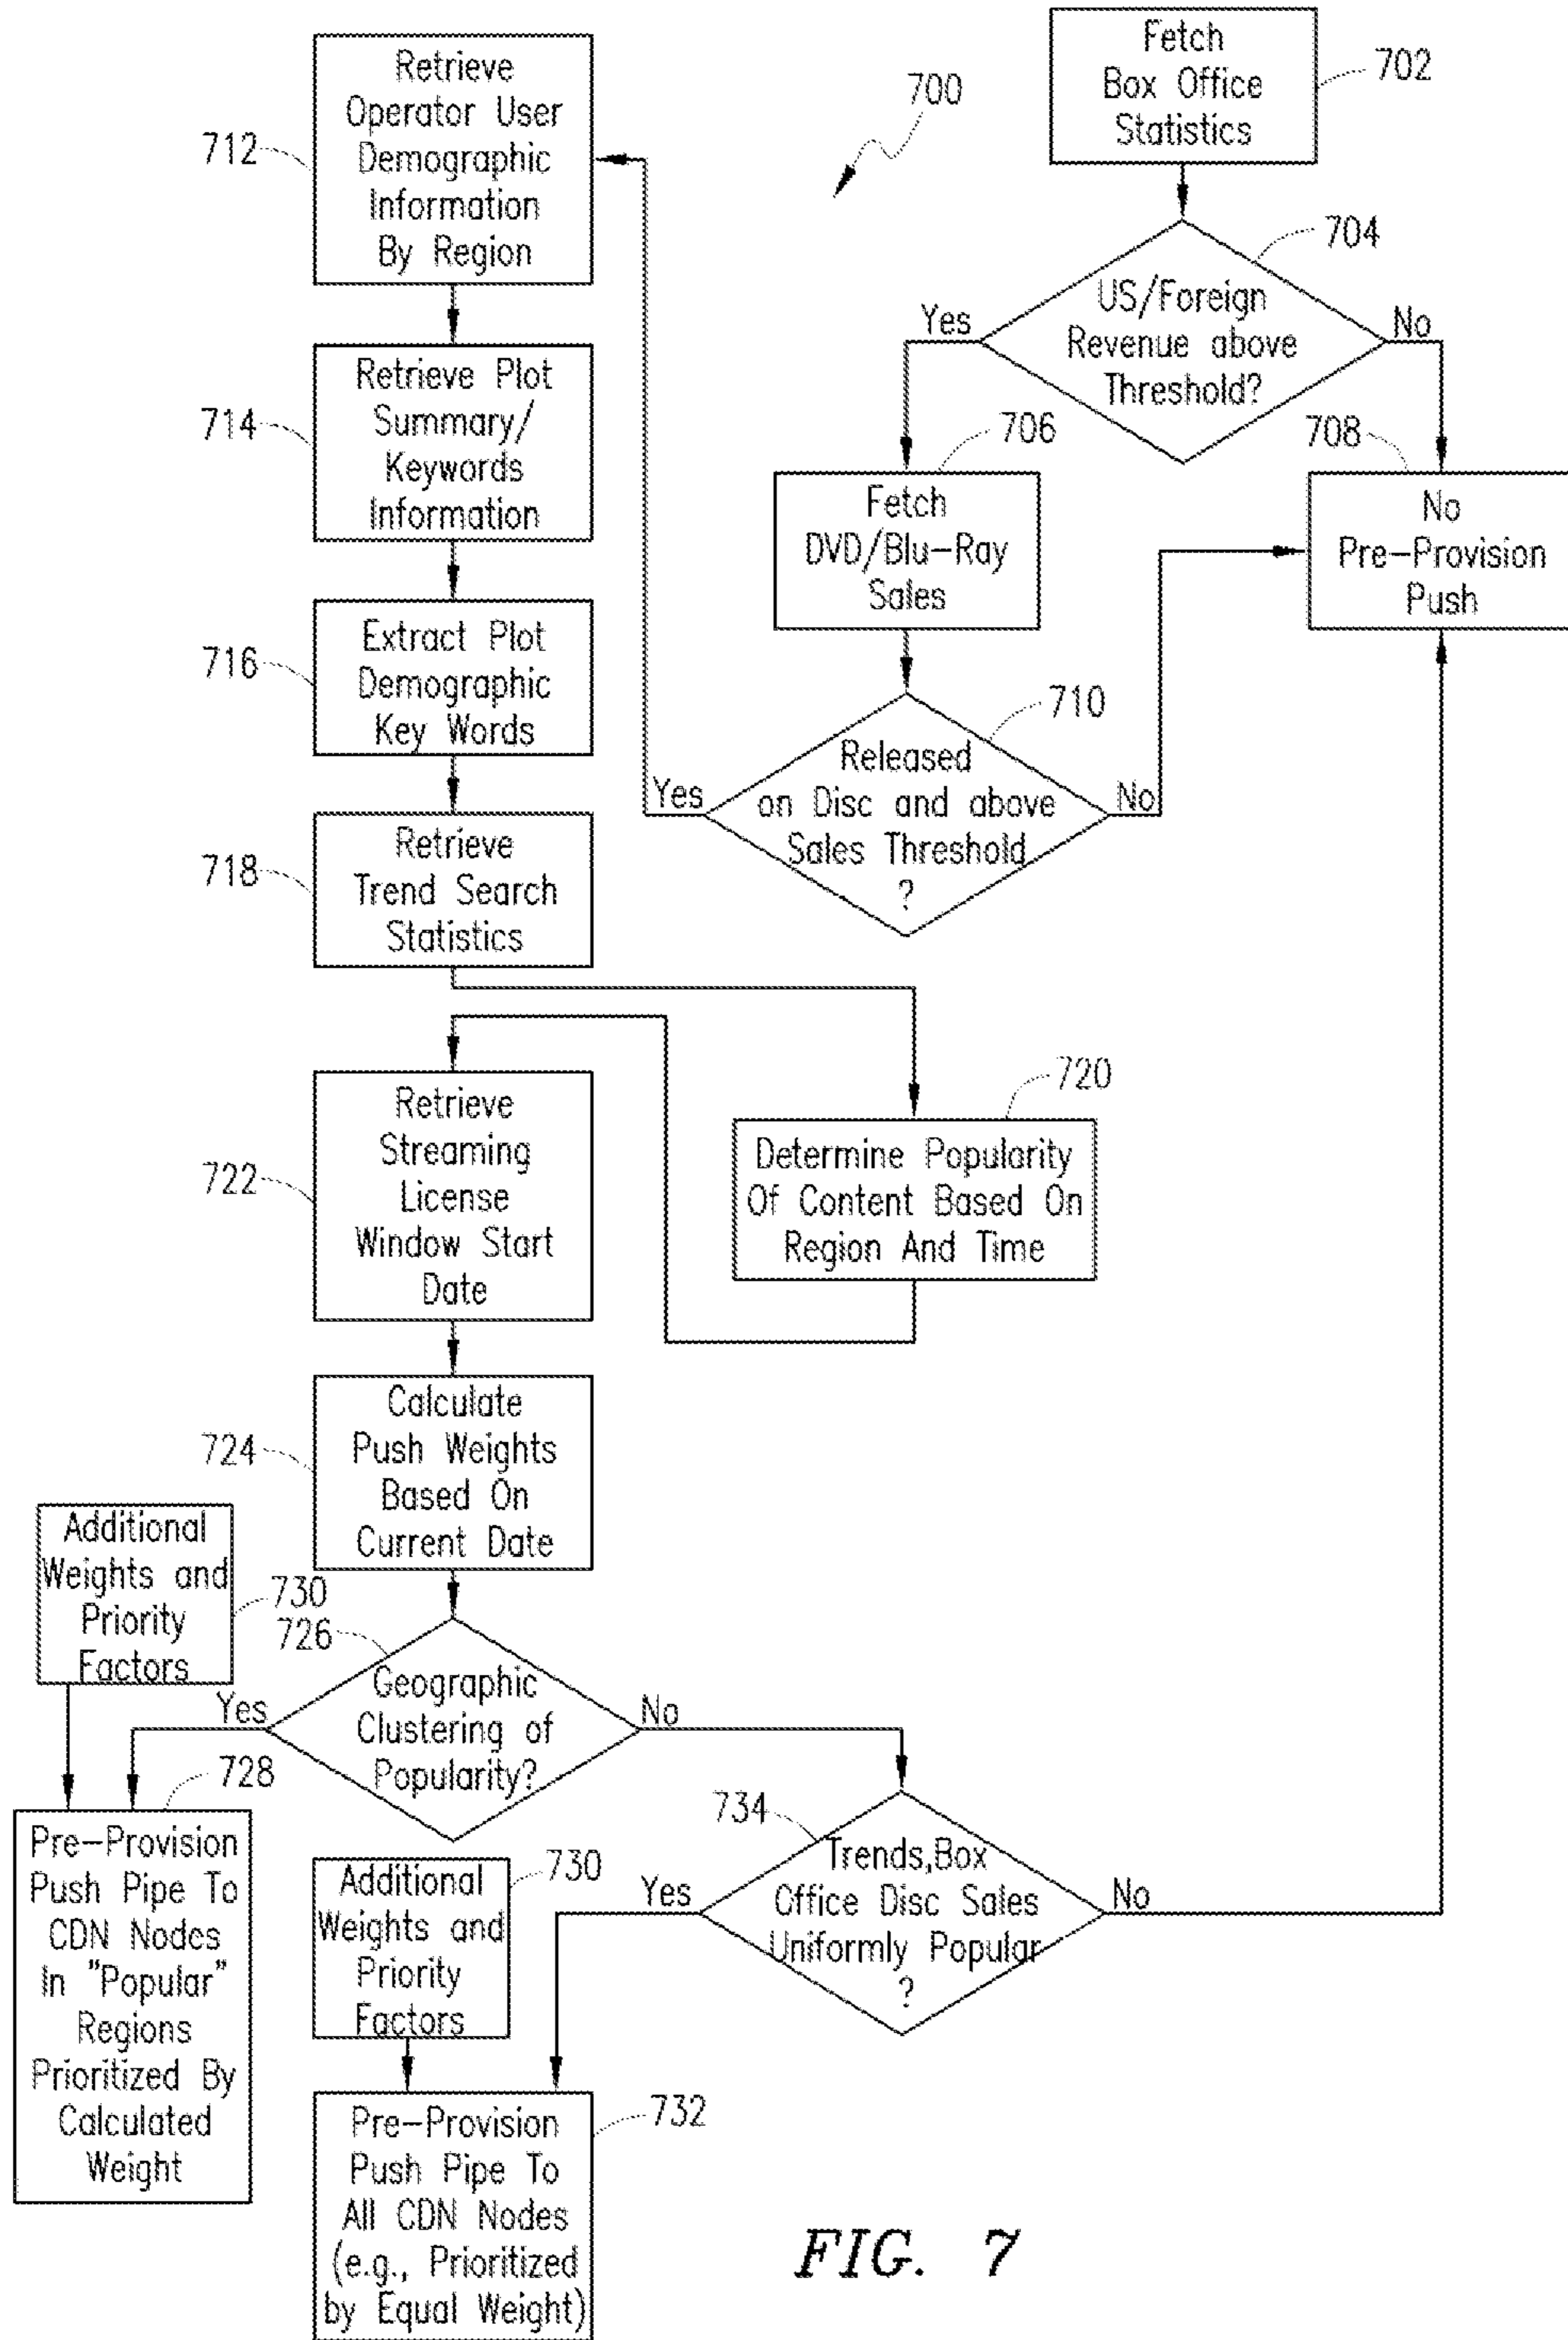 Fetch
Box Office
Statistics
702
700
US/Foreign
Revenue above
Threshold?
704
Yes
No
706
Fetch
DVD/Blu-Ray
Sales
708
No
Pre-Provision
Push
Released
on Disc and above
Sales Threshold
?
710
Yes
No
712
Retrieve
Operator User
Demographic
Information
By Region
714
Retrieve Plot
Summary/
Keywords
Information
716
Extract Plot
Demographic
Key Words
718
Retrieve
Trend Search
Statistics
720
Determine Popularity
Of Content Based On
Region And Time
722
Retrieve
Streaming
License
Window Start
Date
724
Calculate
Push Weights
Based On
Current Date
Additional
Weights and
Priority
Factors
730
726
Geographic
Clustering of
Popularity?
Yes
No
728
Pre-Provision
Push Pipe To
CDN Nodes
In "Popular"
Regions
Prioritized By
Calculated
Weight
734
Trends,Box
Office Disc Sales
Uniformly Popular
?
Yes
No
Additional
Weights and
Priority
Factors
730
732
Pre-Provision
Push Pipe To
All CDN Nodes
(e.g., Prioritized
by Equal Weight)
FIG. 7